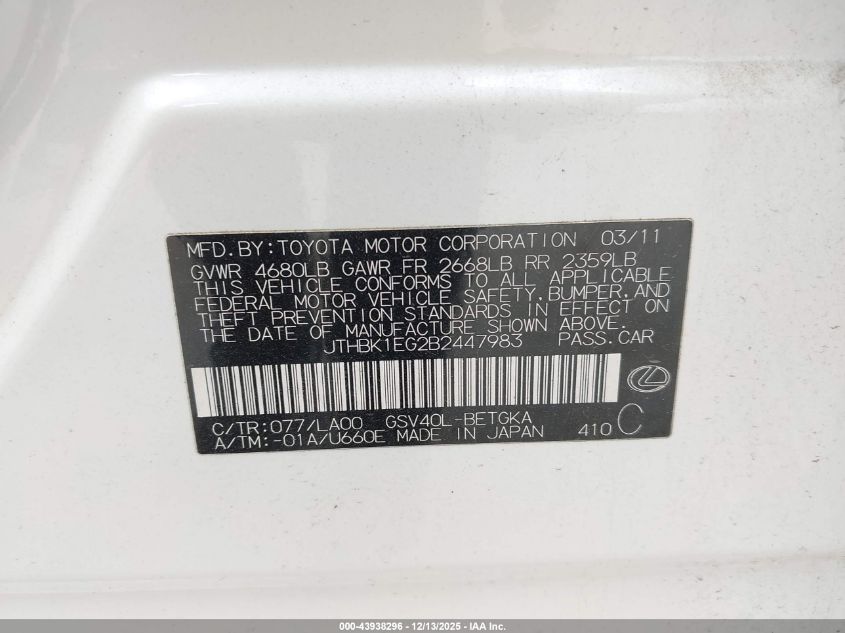 MFD.BY:TOYOTA MOTOR CORPORATION 03/11
GVWR 4680LB GAWR FR 2668LB RR 2359LB
THIS VEHICLE CONFORMS TO ALL APPLICABLE
FEDERAL MOTOR VEHICLE SAFETY,BUMPER,AND
THEFT PREVENTION STANDARDS IN EFFECT ON
THE DATE OF MANUFACTURE SHOWN ABOVE.
JTHBK1EG2B2447983 PASS.CAR
C/TR:077/LA00 GSV40L-BETGKA
A/TM:-01A/U660E MADE IN JAPAN 410 C
000-43938296 - 12/13/2025 - IAA Inc.